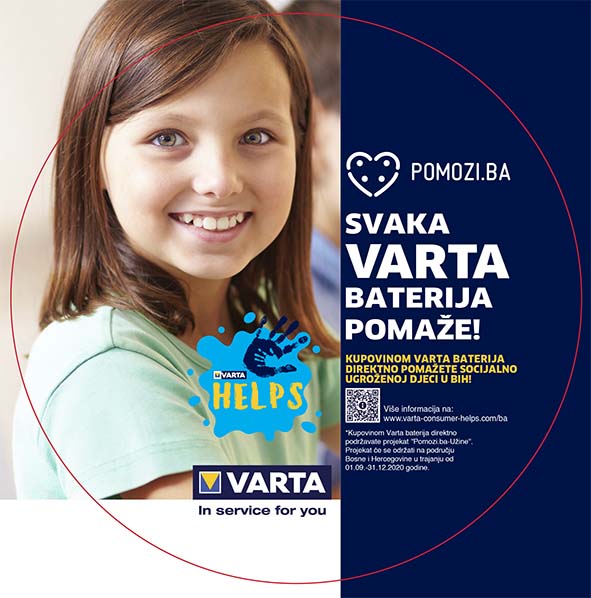 POMOZI.BA
SVAKA
VARTA
BATERIJA
POMAŽE!
KUPOVINOM VARTA BATERIJA
DIREKTNO POMAŽETE SOCIJALNO
UGROŽENOJ DJECI U BIH!
Više informacija na:
www.varta-consumer-helps.com/ba
*Kupovinom Varta baterija direktno
podržavate projekat "Pomozi.ba-Užine".
Projekat će se održati na području
Bosne i Hercegovine u trajanju od
01.09.-31.12.2020 godine.
VARTA
HELPS
VARTA
In service for you